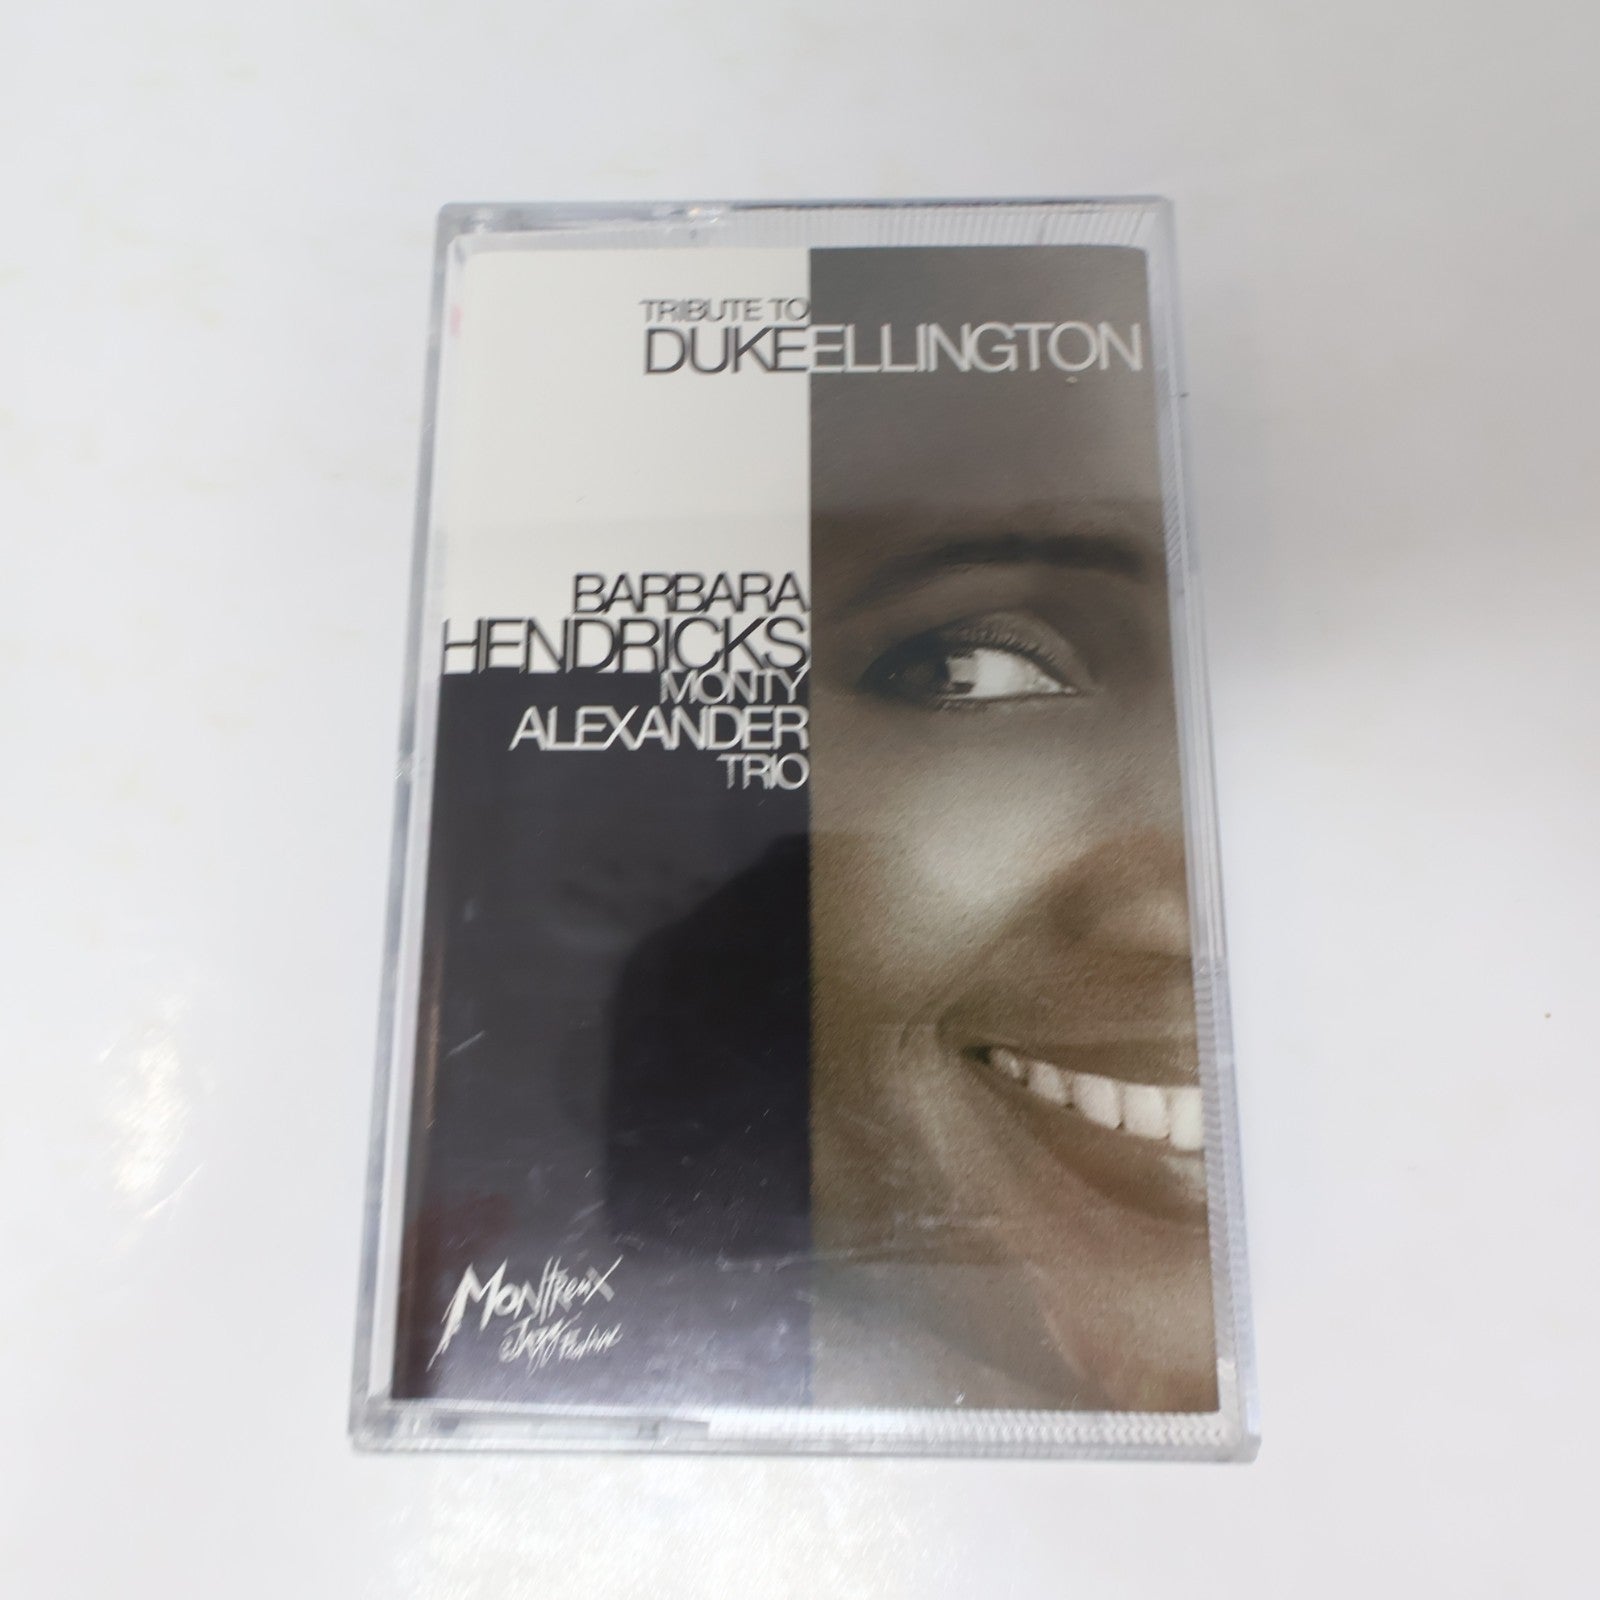 TRIBUTE TO
DUKEELLINGTON
BARBARA
HENDRICKS
MONTY
ALEXANDER
TRIO
Montreux
Jazz Festival